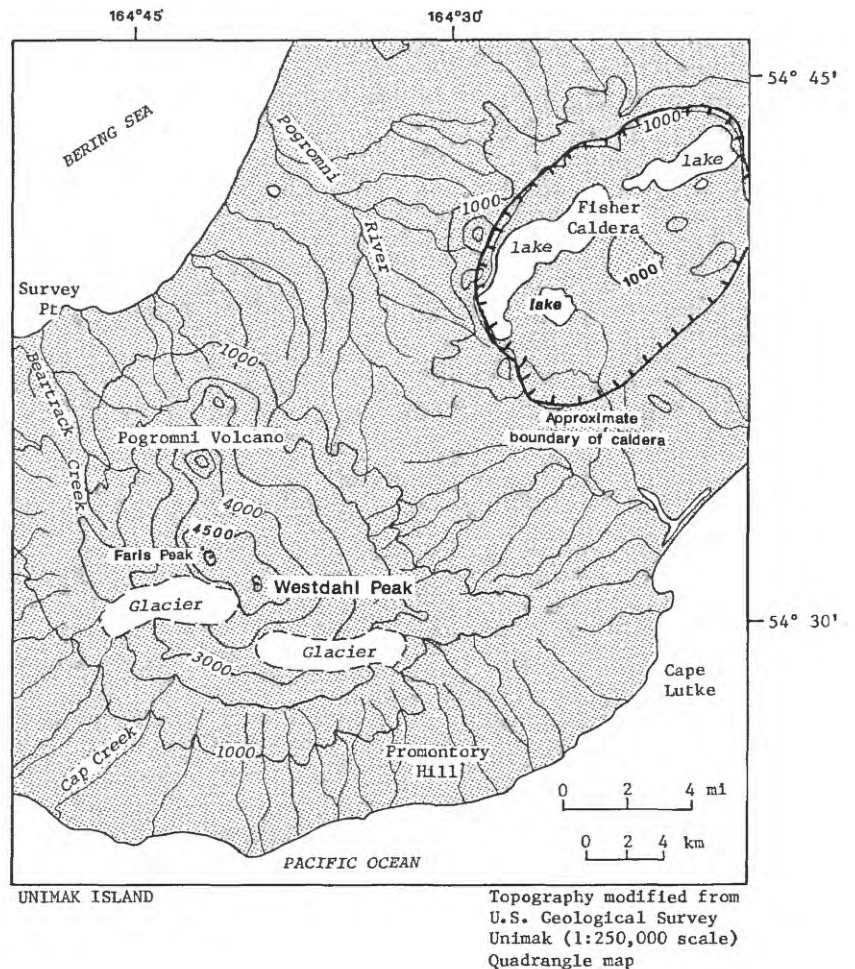 164°45'
164°30'
54° 45'
BERING SEA
Pogromni
River
1000
lake
1000
Fisher
Caldera
lake
1000
lake
Survey
Pt.
Beartrack
Creek
1000
Approximate
boundary of caldera
Pogromni Volcano
4000
4500
Faris Peak
Westdahl Peak
Glacier
54° 30'
Glacier
3000
Cape
Lutke
Cap Creek
1000
Promontory
Hill
0 2 4 mi
0 2 4 km
PACIFIC OCEAN
UNIMAK ISLAND
Topography modified from
U.S. Geological Survey
Unimak (1:250,000 scale)
Quadrangle map